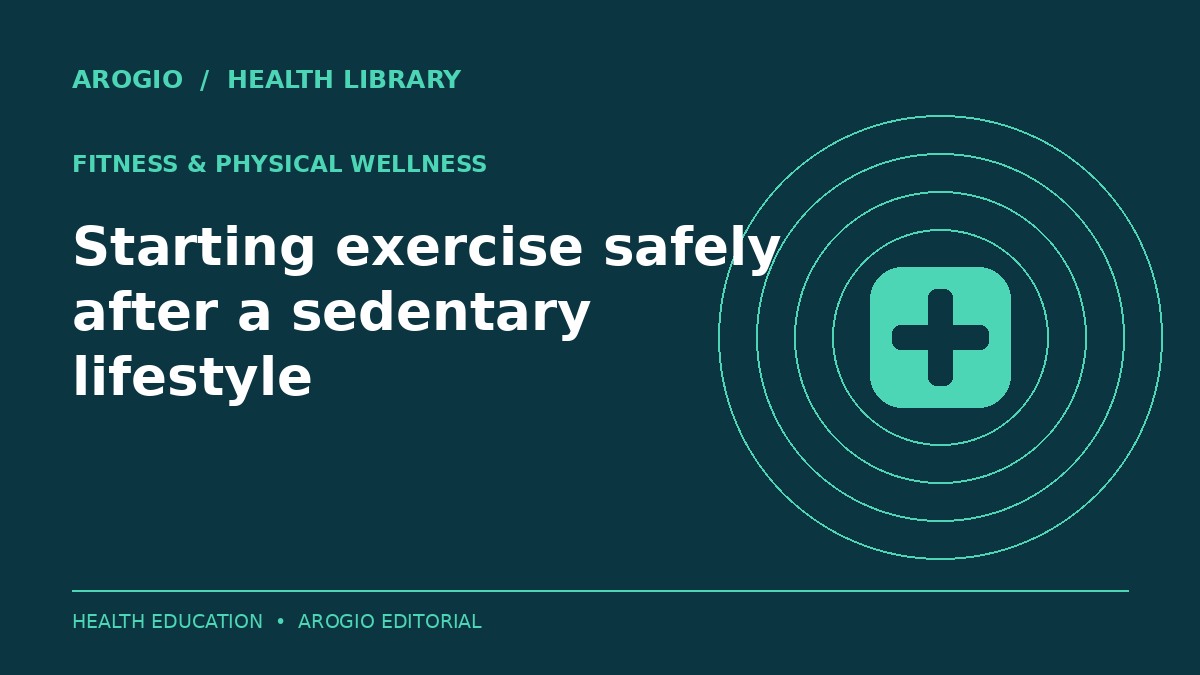 AROGIO / HEALTH LIBRARY
FITNESS & PHYSICAL WELLNESS
Starting exercise safely
after a sedentary
lifestyle
HEALTH EDUCATION • AROGIO EDITORIAL